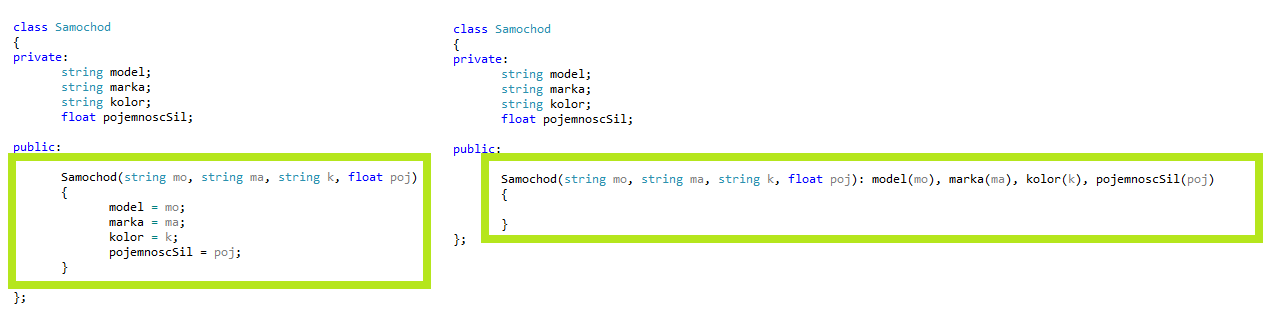 class Samochod
{
private:
string model;
string marka;
string kolor;
float pojemnoscSil;
public:
Samochod(string mo, string ma, string k, float poj)
{
model = mo;
marka = ma;
kolor = k;
pojemnoscSil = poj;
}
};
class Samochod
{
private:
string model;
string marka;
string kolor;
float pojemnoscSil;
public:
Samochod(string mo, string ma, string k, float poj): model(mo), marka(ma), kolor(k), pojemnoscSil(poj)
{
}
};